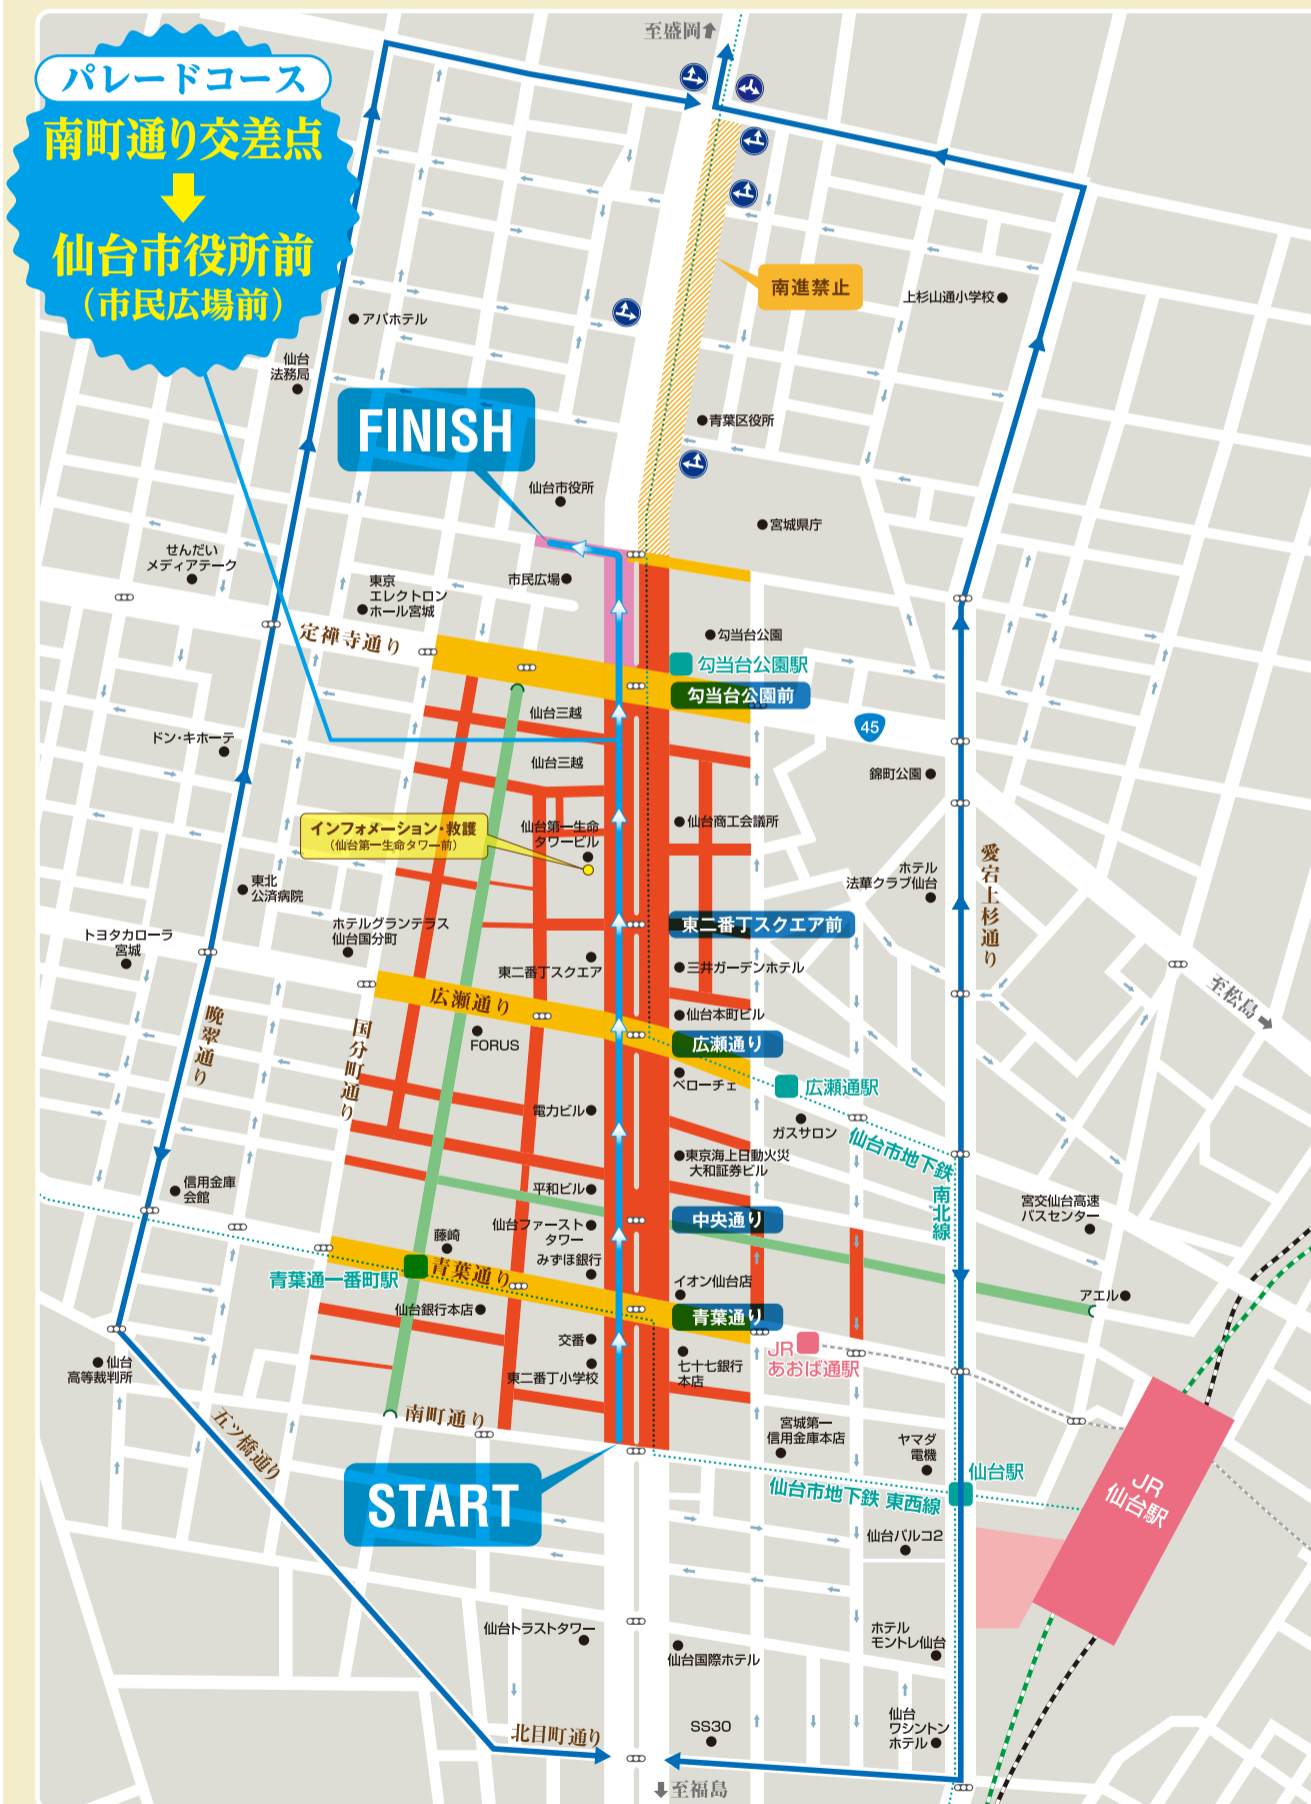 至盛岡
パレードコース
南町通り交差点
仙台市役所前
(市民広場前)
南進禁止
上杉山通小学校
アパホテル
仙台
法務局
青葉区役所
FINISH
仙台市役所
宮城県庁
せんだい
メディアテーク
市民広場
東京
エレクトロン
ホール宮城
定禅寺通り
勾当台公園
勾当台公園駅
勾当台公園前
仙台三越
45
ドン・キホーテ
仙台三越
錦町公園
インフォメーション・救護
(仙台第一生命タワー前)
仙台第一生命
タワービル
仙台商工会議所
愛宕上杉通り
ホテル
法華クラブ仙台
東北
公済病院
ホテルグランテラス
仙台国分町
トヨタカローラ
宮城
東二番丁スクエア前
東二番丁スクエア
三井ガーデンホテル
至松島
広瀬通り
仙台本町ビル
晩翠通り
国分町通り
FORUS
広瀬通り
ベローチェ
広瀬通駅
電力ビル
ガスサロン
仙台市地下鉄 南北線
東京海上日動火災
大和証券ビル
信用金庫
会館
平和ビル
宮交仙台高速
バスセンター
仙台ファースト
タワー
中央通り
藤崎
みずほ銀行
青葉通一番町駅
青葉通り
イオン仙台店
アエル
仙台銀行本店
青葉通り
交番
JR
あおば通駅
仙台
高等裁判所
東二番丁小学校
七十七銀行
本店
南町通り
五ツ橋通り
宮城第一
信用金庫本店
ヤマダ
電機
仙台駅
START
仙台市地下鉄 東西線
JR
仙台駅
仙台パルコ2
仙台トラストタワー
仙台国際ホテル
ホテル
モントレ仙台
北目町通り
SS30
仙台
ワシントン
ホテル
至福島